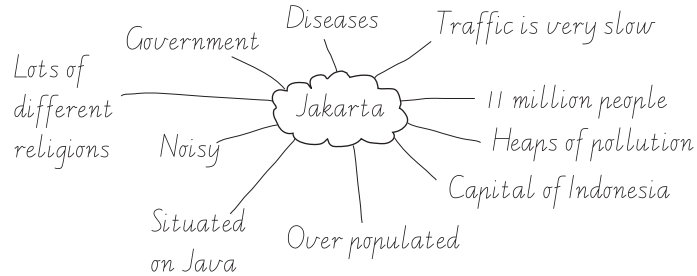 Diseases
Traffic is very slow
Government
Lots of
different
religions
Jakarta
11 million people
Heaps of pollution
Noisy
Capital of Indonesia
Situated
on Java
Over populated